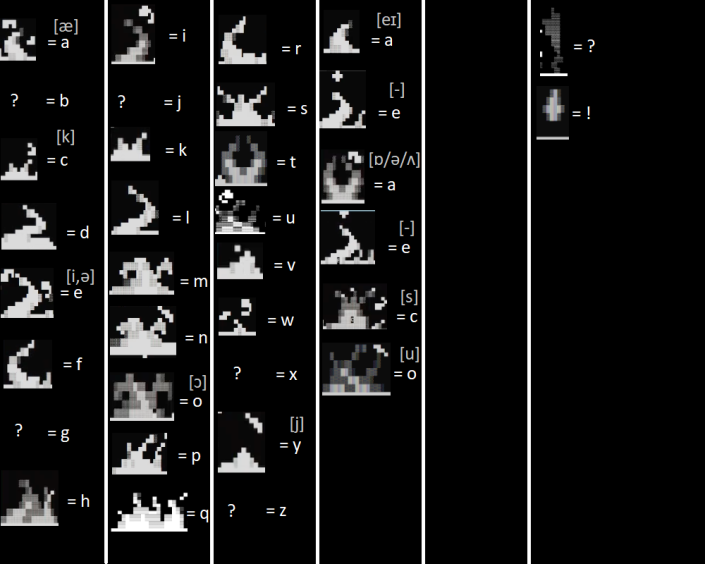 [æ]
= a
? = b
[k]
= c
= d
[i,ə]
= e
= f
? = g
= h
= i
? = j
= k
= l
= m
= n
[ɔ]
= o
= p
= q
= r
= s
= t
= u
= v
= w
? = x
[j]
= y
? = z
[eɪ]
= a
[-]
= e
[ɒ/ə/ʌ]
= a
[-]
= e
[s]
= c
[u]
= o
= ?
= !